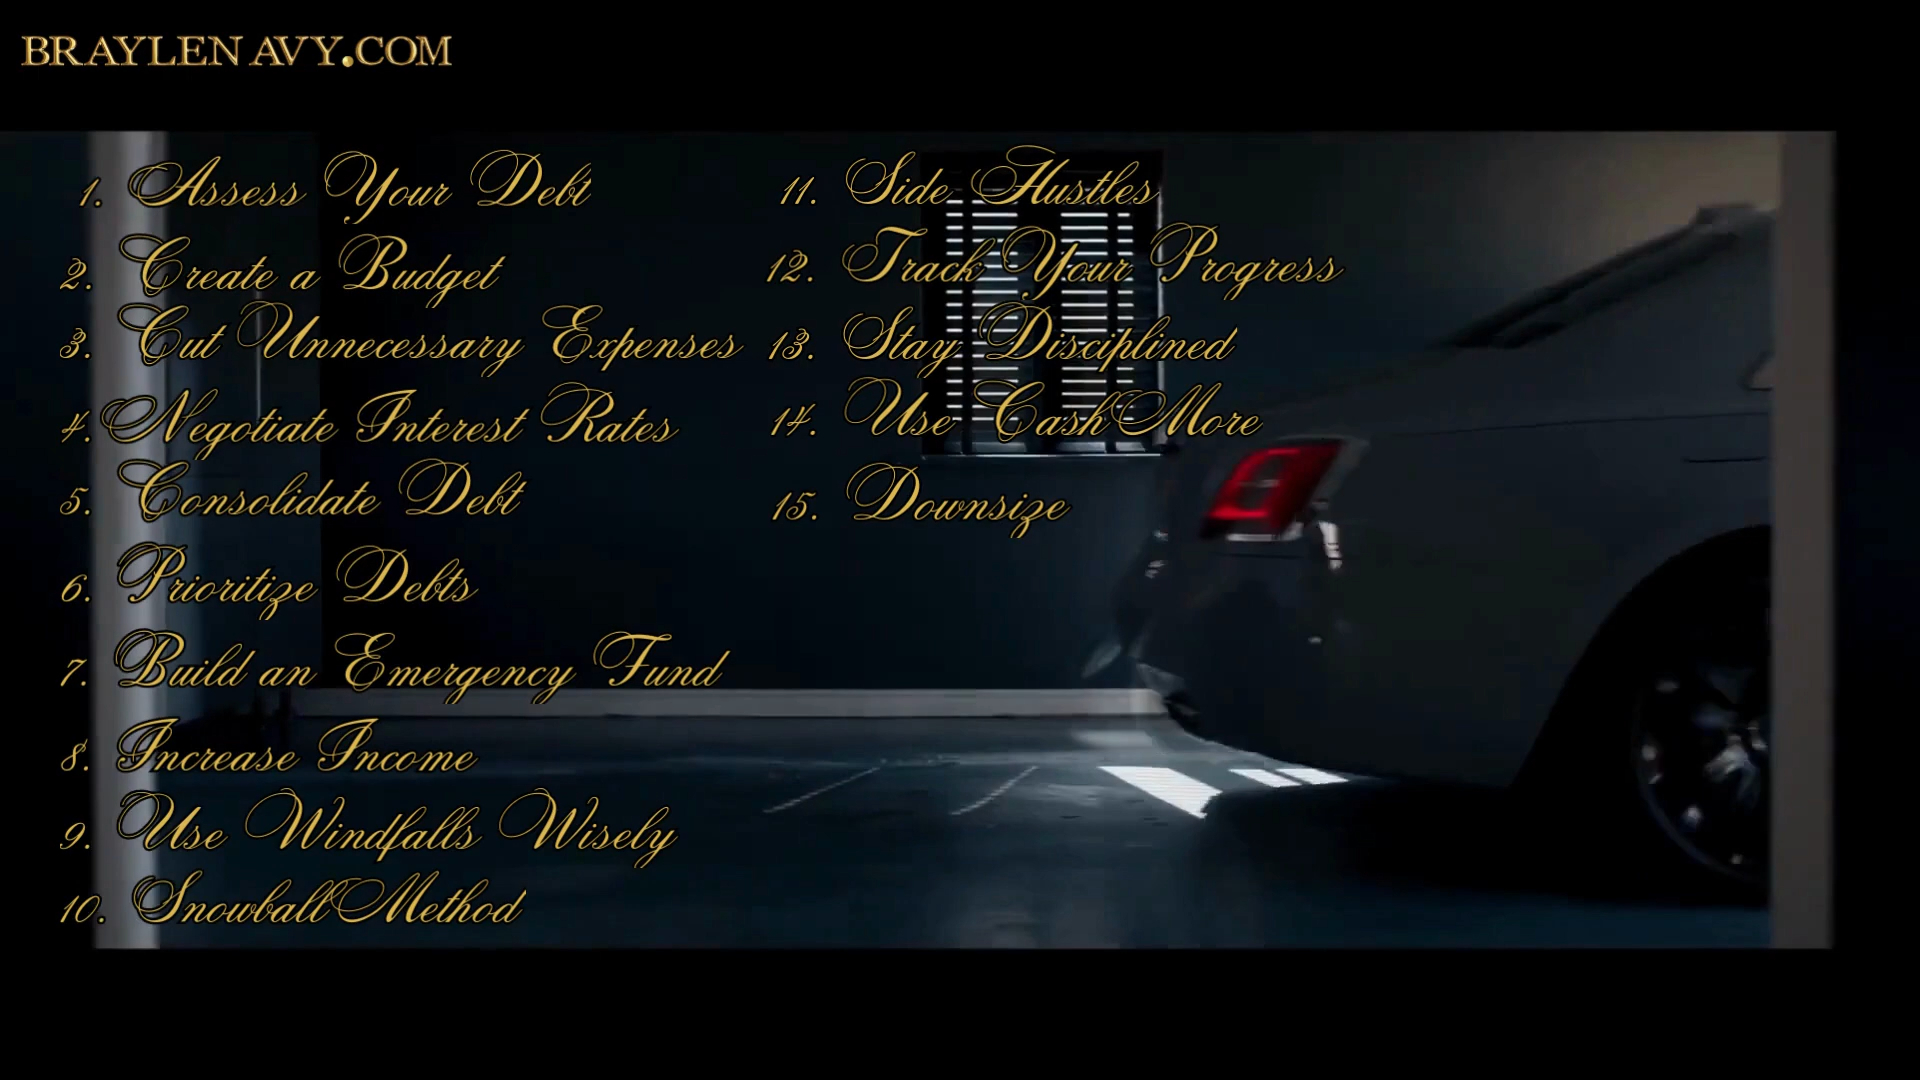 BRAYLEN AVY.COM
1. Assess Your Debt
2. Create a Budget
3. Cut Unnecessary Expenses
4. Negotiate Interest Rates
5. Consolidate Debt
6. Prioritize Debts
7. Build an Emergency Fund
8. Increase Income
9. Use Windfalls Wisely
10. Snowball Method
11. Side Hustles
12. Track Your Progress
13. Stay Disciplined
14. Use Cash More
15. Downsize